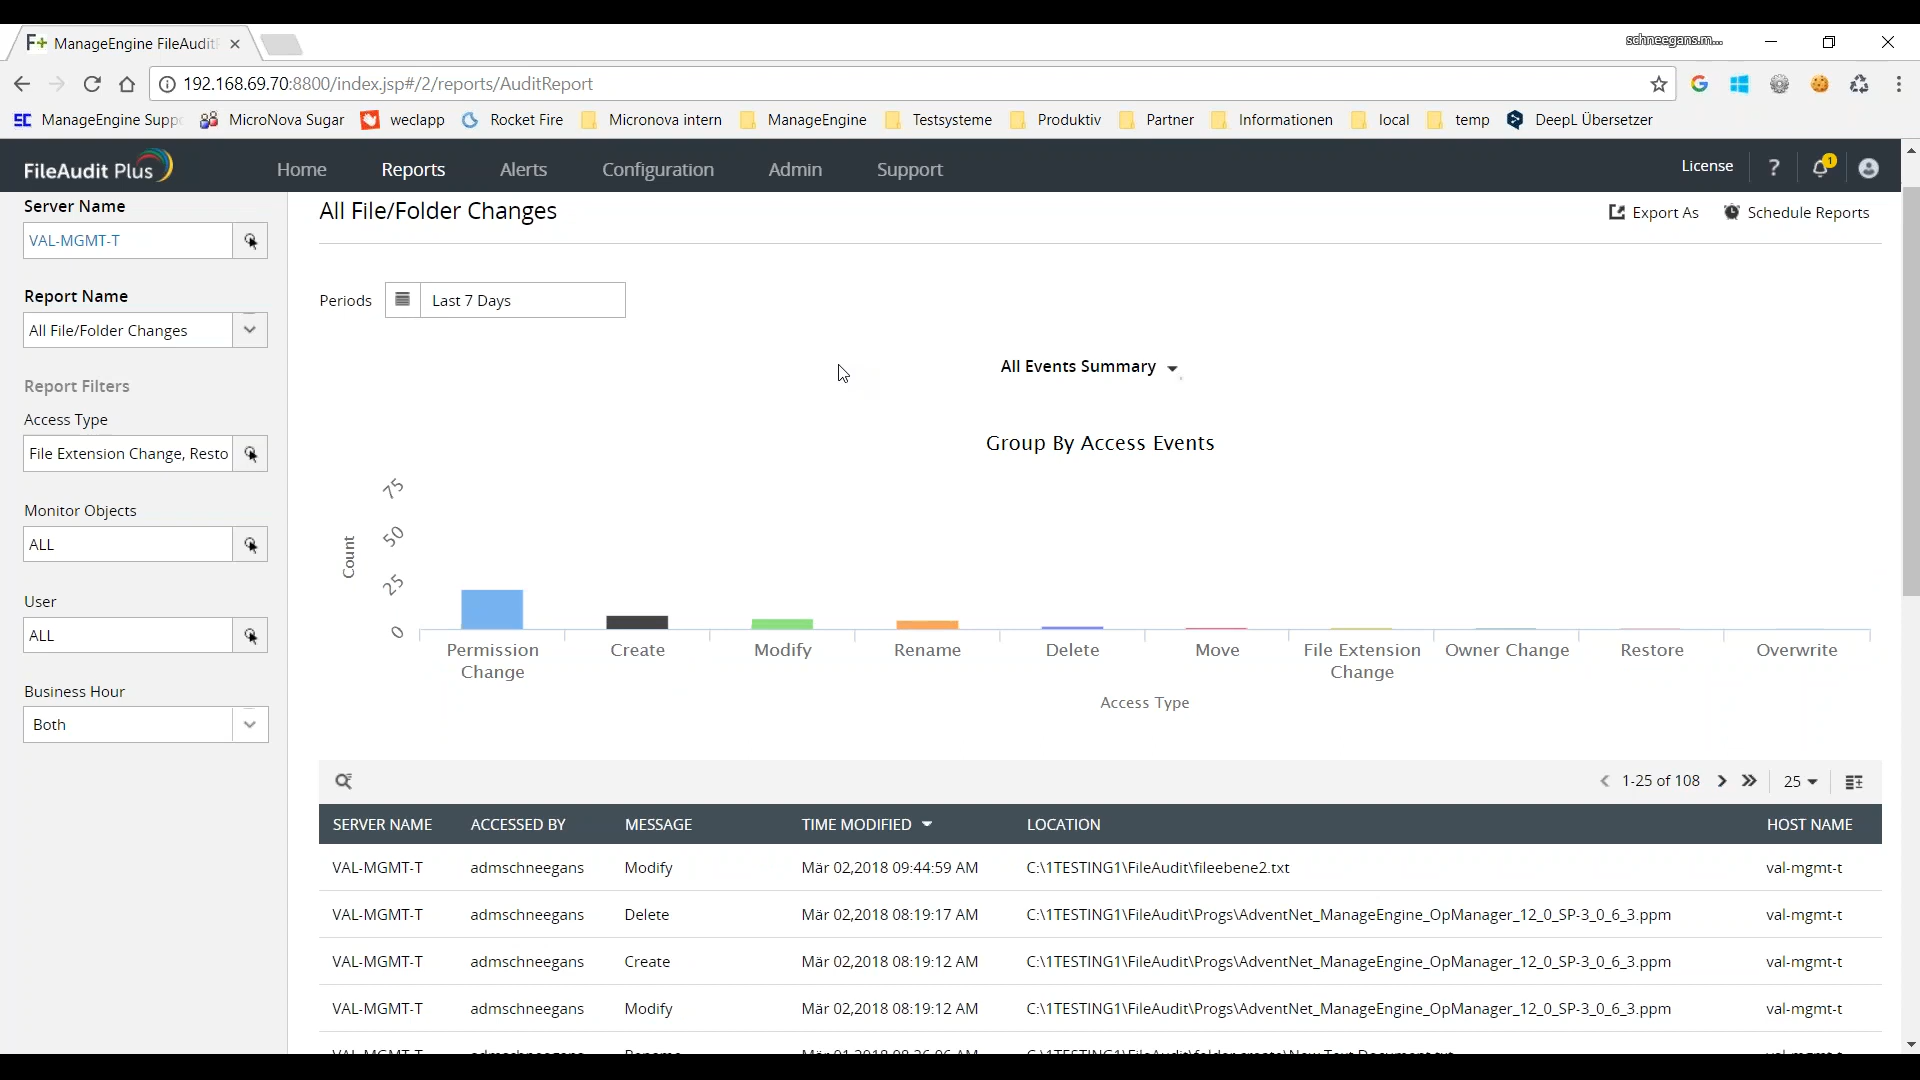 ManageEngine FileAudit
schneegans.m...
192.168.69.70:8800/index.jsp#/2/reports/AuditReport
ManageEngine Suppo MicroNova Sugar weclapp Rocket Fire Micronova intern ManageEngine Testsysteme Produktiv Partner Informationen local temp DeepL Übersetzer
FileAudit Plus Home Reports Alerts Configuration Admin Support License ? 1
Server Name
VAL-MGMT-T
Report Name
All File/Folder Changes
Report Filters
Access Type
File Extension Change, Resto
Monitor Objects
ALL
User
ALL
Business Hour
Both
All File/Folder Changes
Export As Schedule Reports
Periods Last 7 Days
All Events Summary
Group By Access Events
Count
75
50
25
0
Permission Change Create Modify Rename Delete Move File Extension Change Owner Change Restore Overwrite
Access Type
1-25 of 108 25
SERVER NAME ACCESSED BY MESSAGE TIME MODIFIED LOCATION HOST NAME
VAL-MGMT-T admschneegans Modify Mär 02,2018 09:44:59 AM C:\1TESTING1\FileAudit\fileebene2.txt val-mgmt-t
VAL-MGMT-T admschneegans Delete Mär 02,2018 08:19:17 AM C:\1TESTING1\FileAudit\Progs\AdventNet_ManageEngine_OpManager_12_0_SP-3_0_6_3.ppm val-mgmt-t
VAL-MGMT-T admschneegans Create Mär 02,2018 08:19:12 AM C:\1TESTING1\FileAudit\Progs\AdventNet_ManageEngine_OpManager_12_0_SP-3_0_6_3.ppm val-mgmt-t
VAL-MGMT-T admschneegans Modify Mär 02,2018 08:19:12 AM C:\1TESTING1\FileAudit\Progs\AdventNet_ManageEngine_OpManager_12_0_SP-3_0_6_3.ppm val-mgmt-t